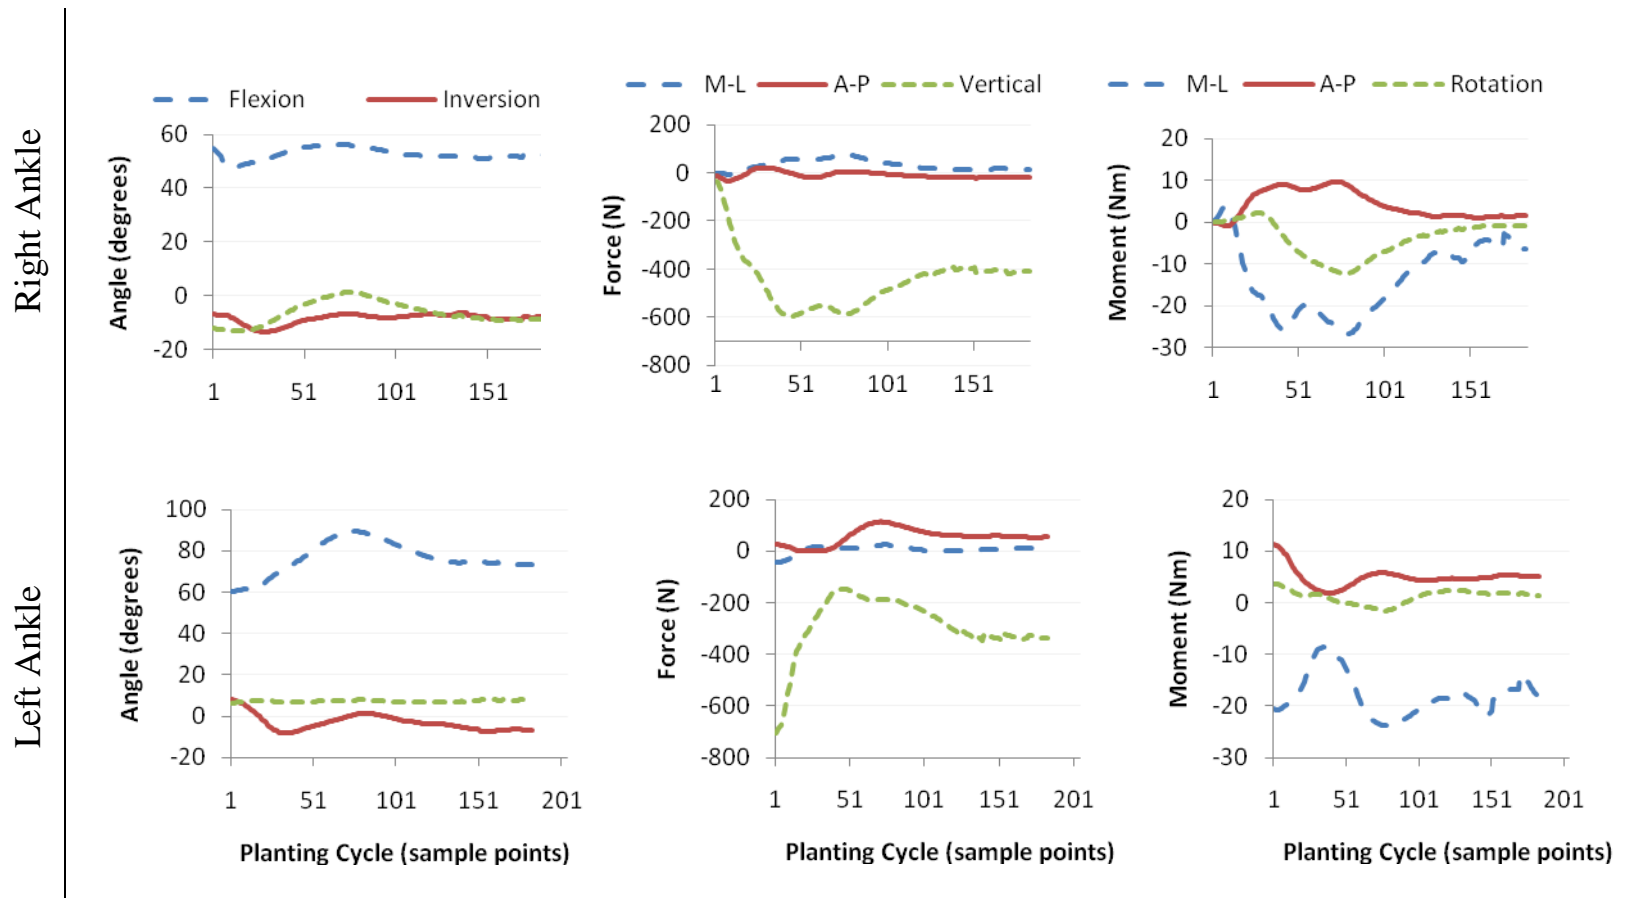 Right Ankle
Flexion Inversion
Angle (degrees)
60
40
20
0
-20
1 51 101 151
M-L A-P Vertical
Force (N)
200
0
-200
-400
-600
-800
1 51 101 151
M-L A-P Rotation
Moment (Nm)
20
10
0
-10
-20
-30
1 51 101 151
Left Ankle
Angle (degrees)
100
80
60
40
20
0
-20
1 51 101 151 201
Planting Cycle (sample points)
Force (N)
200
0
-200
-400
-600
-800
1 51 101 151 201
Planting Cycle (sample points)
Moment (Nm)
20
10
0
-10
-20
-30
1 51 101 151 201
Planting Cycle (sample points)